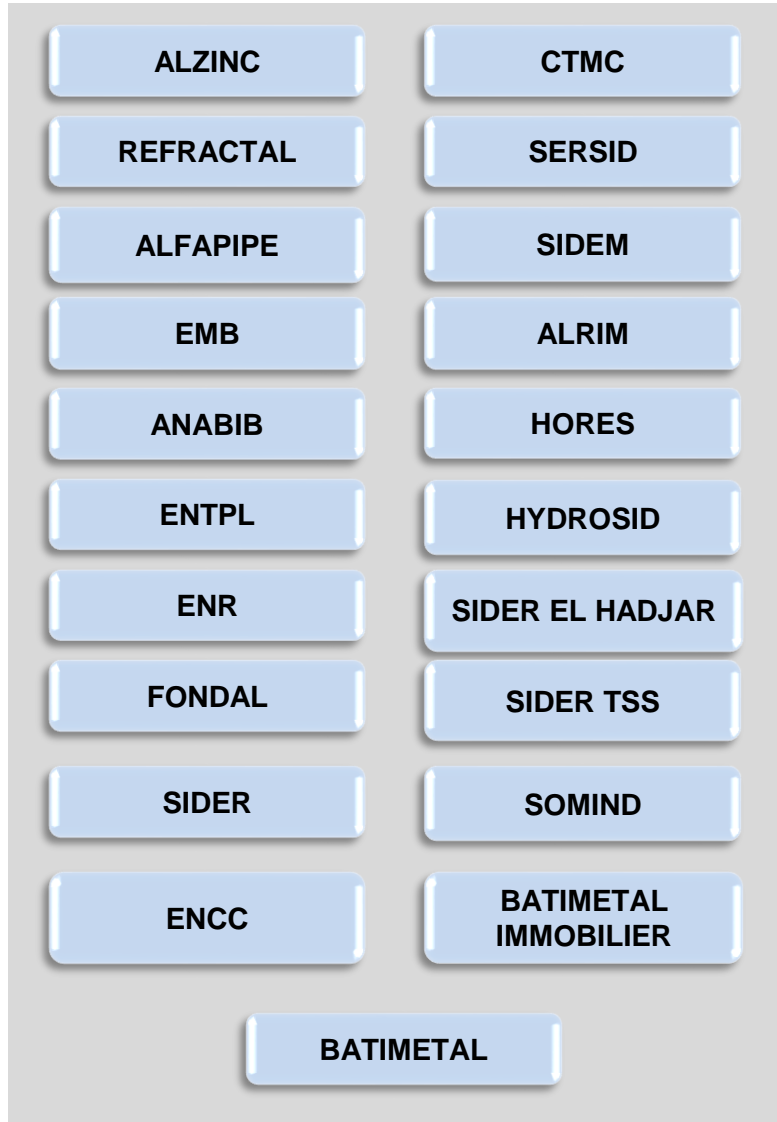 ALZINC
CTMC
REFRACTAL
SERSID
ALFAPIPE
SIDEM
EMB
ALRIM
ANABIB
HORES
ENTPL
HYDROSID
ENR
SIDER EL HADJAR
FONDAL
SIDER TSS
SIDER
SOMIND
ENCC
BATIMETAL
IMMOBILIER
BATIMETAL